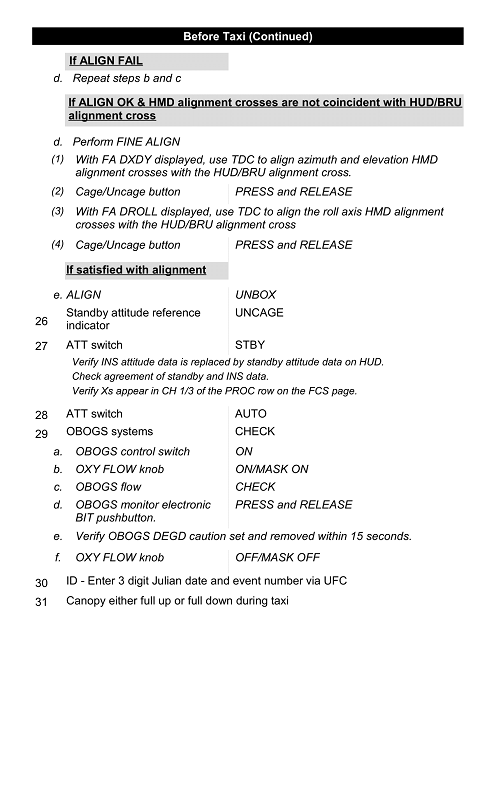 Before Taxi (Continued)
If ALIGN FAIL
d. Repeat steps b and c
If ALIGN OK & HMD alignment crosses are not coincident with HUD/BRU
alignment cross
d. Perform FINE ALIGN
(1) With FA DXDY displayed, use TDC to align azimuth and elevation HMD
alignment crosses with the HUD/BRU alignment cross.
(2) Cage/Uncage button PRESS and RELEASE
(3) With FA DROLL displayed, use TDC to align the roll axis HMD alignment
crosses with the HUD/BRU alignment cross
(4) Cage/Uncage button PRESS and RELEASE
If satisfied with alignment
e. ALIGN UNBOX
26 Standby attitude reference UNCAGE
indicator
27 ATT switch STBY
Verify INS attitude data is replaced by standby attitude data on HUD.
Check agreement of standby and INS data.
Verify Xs appear in CH 1/3 of the PROC row on the FCS page.
28 ATT switch AUTO
29 OBOGS systems CHECK
a. OBOGS control switch ON
b. OXY FLOW knob ON/MASK ON
c. OBOGS flow CHECK
d. OBOGS monitor electronic PRESS and RELEASE
BIT pushbutton.
e. Verify OBOGS DEGD caution set and removed within 15 seconds.
f. OXY FLOW knob OFF/MASK OFF
30 ID - Enter 3 digit Julian date and event number via UFC
31 Canopy either full up or full down during taxi